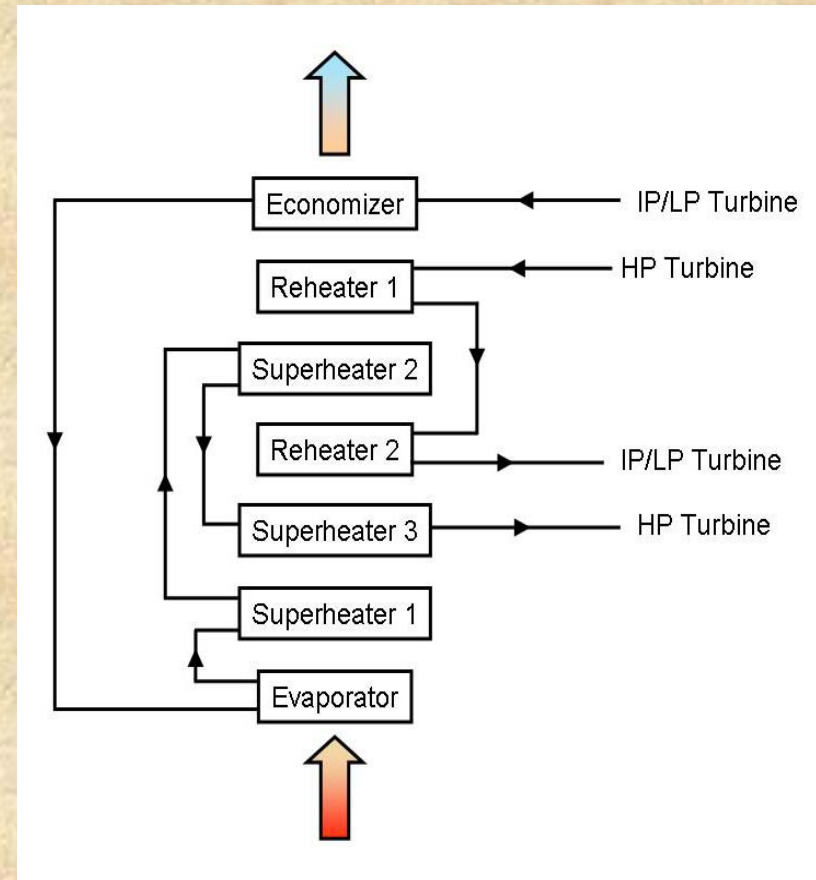 Economizer
IP/LP Turbine
Reheater 1
HP Turbine
Superheater 2
Reheater 2
IP/LP Turbine
Superheater 3
HP Turbine
Superheater 1
Evaporator